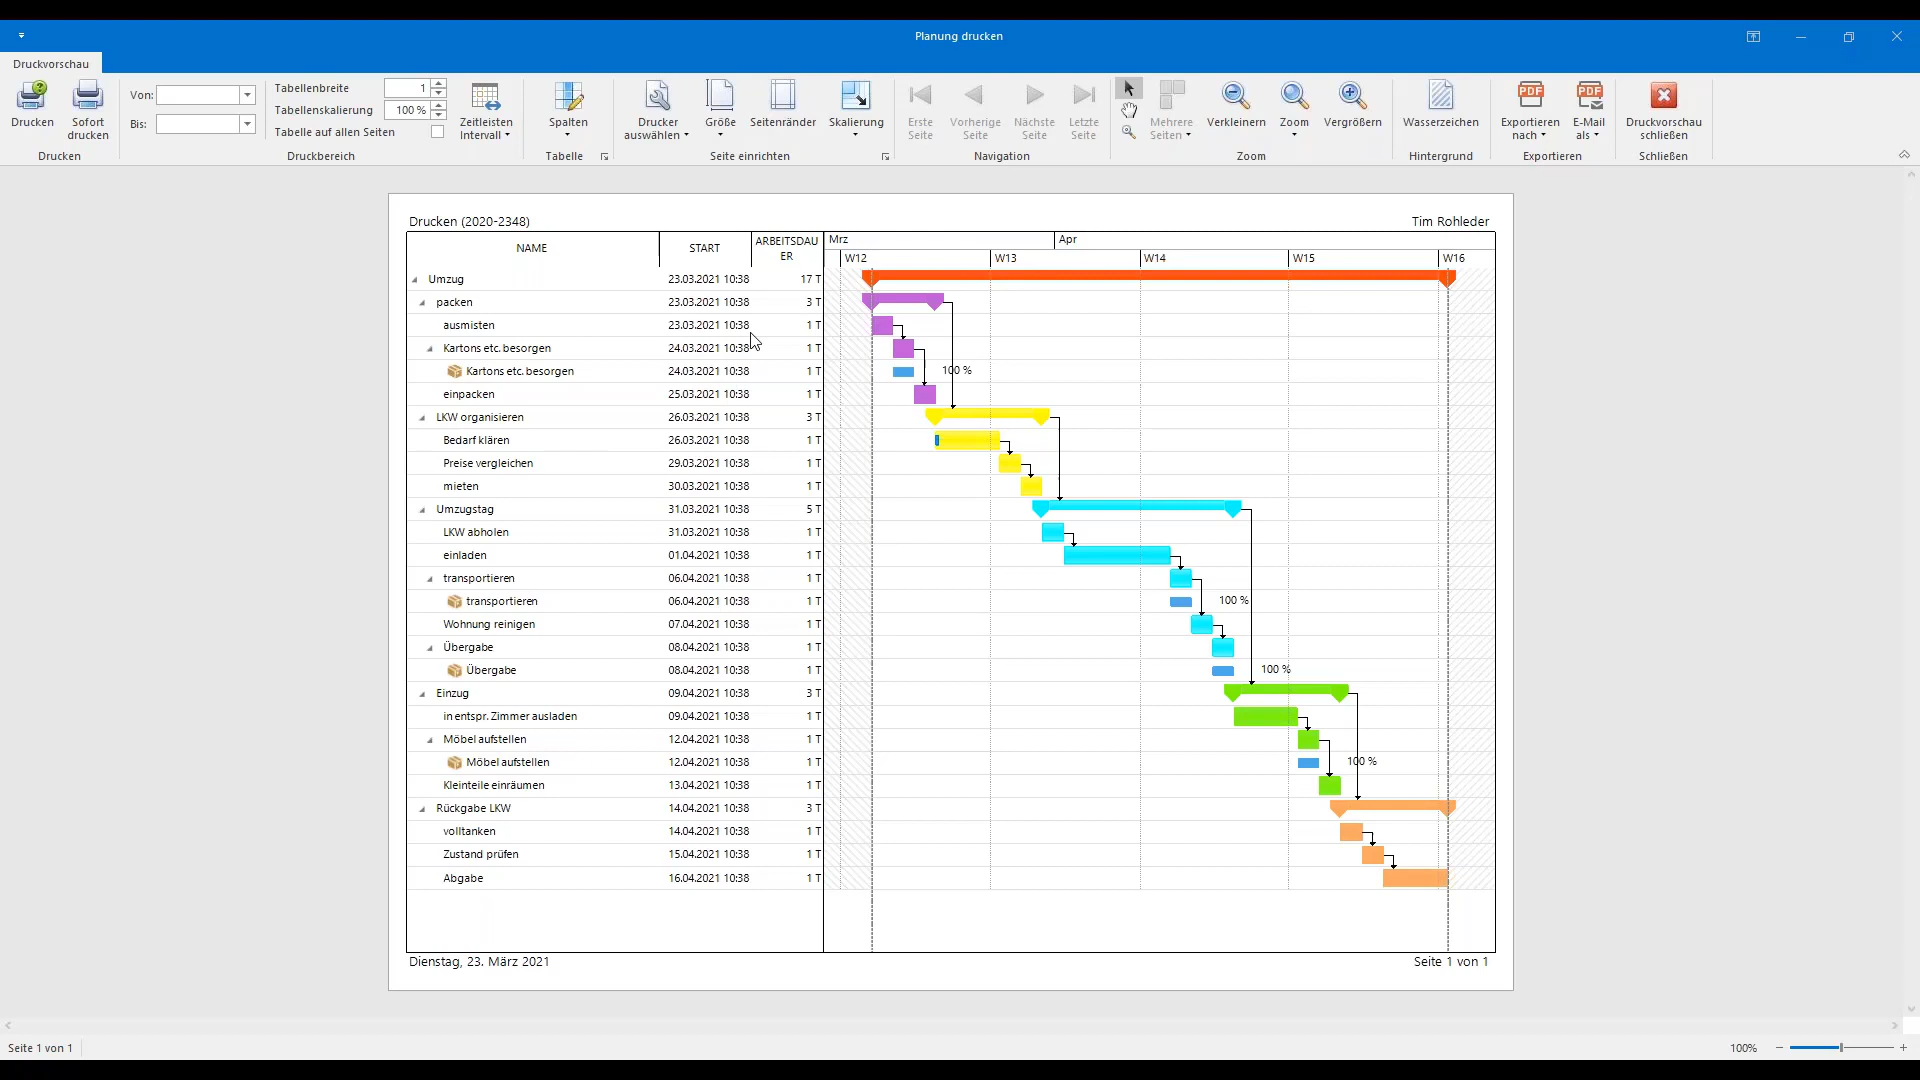 Planung drucken
Druckvorschau
Drucken
Sofort drucken
Drucken
Von:
Bis:
Tabellenbreite 1
Tabellenskalierung 100 %
Tabelle auf allen Seiten
Zeitleisten Intervall
Druckbereich
Spalten
Tabelle
Drucker auswählen
Größe
Seitenränder
Skalierung
Seite einrichten
Erste Seite
Vorherige Seite
Nächste Seite
Letzte Seite
Navigation
Mehrere Seiten
Verkleinern
Zoom
Vergrößern
Zoom
Wasserzeichen
Hintergrund
PDF
Exportieren nach
PDF
E-Mail als
Exportieren
Druckvorschau schließen
Schließen
Drucken (2020-2348) Tim Rohleder
NAME START ARBEITSDAU
ER
Mrz Apr
W12 W13 W14 W15 W16
Umzug 23.03.2021 10:38 17 T
packen 23.03.2021 10:38 3 T
ausmisten 23.03.2021 10:38 1 T
Kartons etc. besorgen 24.03.2021 10:38 1 T
Kartons etc. besorgen 24.03.2021 10:38 1 T 100 %
einpacken 25.03.2021 10:38 1 T
LKW organisieren 26.03.2021 10:38 3 T
Bedarf klären 26.03.2021 10:38 1 T
Preise vergleichen 29.03.2021 10:38 1 T
mieten 30.03.2021 10:38 1 T
Umzugstag 31.03.2021 10:38 5 T
LKW abholen 31.03.2021 10:38 1 T
einladen 01.04.2021 10:38 1 T
transportieren 06.04.2021 10:38 1 T
transportieren 06.04.2021 10:38 1 T 100 %
Wohnung reinigen 07.04.2021 10:38 1 T
Übergabe 08.04.2021 10:38 1 T
Übergabe 08.04.2021 10:38 1 T 100 %
Einzug 09.04.2021 10:38 3 T
in entspr. Zimmer ausladen 09.04.2021 10:38 1 T
Möbel aufstellen 12.04.2021 10:38 1 T
Möbel aufstellen 12.04.2021 10:38 1 T 100 %
Kleinteile einräumen 13.04.2021 10:38 1 T
Rückgabe LKW 14.04.2021 10:38 3 T
volltanken 14.04.2021 10:38 1 T
Zustand prüfen 15.04.2021 10:38 1 T
Abgabe 16.04.2021 10:38 1 T
Dienstag, 23. März 2021 Seite 1 von 1
Seite 1 von 1 100%